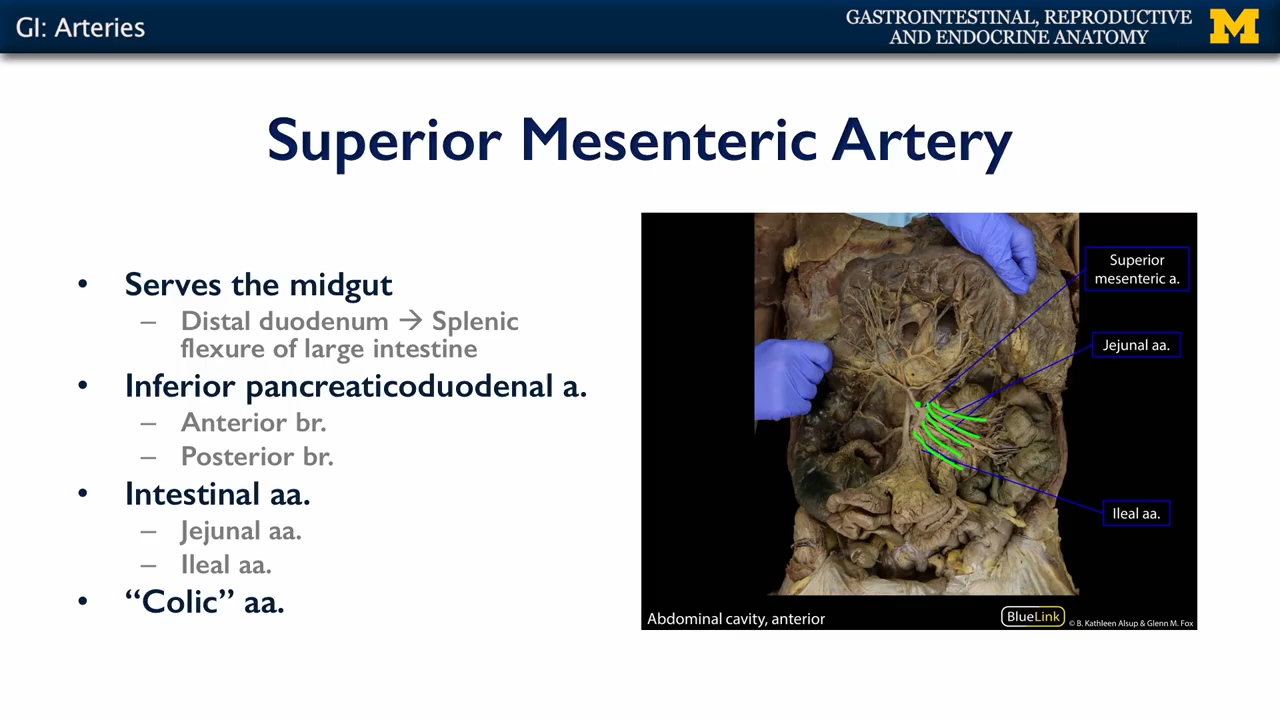 GI: Arteries
GASTROINTESTINAL, REPRODUCTIVE
AND ENDOCRINE ANATOMY
M
Superior Mesenteric Artery
• Serves the midgut
– Distal duodenum → Splenic
flexure of large intestine
• Inferior pancreaticoduodenal a.
– Anterior br.
– Posterior br.
• Intestinal aa.
– Jejunal aa.
– Ileal aa.
• “Colic” aa.
Superior
mesenteric a.
Jejunal aa.
Ileal aa.
Abdominal cavity, anterior
BlueLink
© B. Kathleen Alsup & Glenn M. Fox